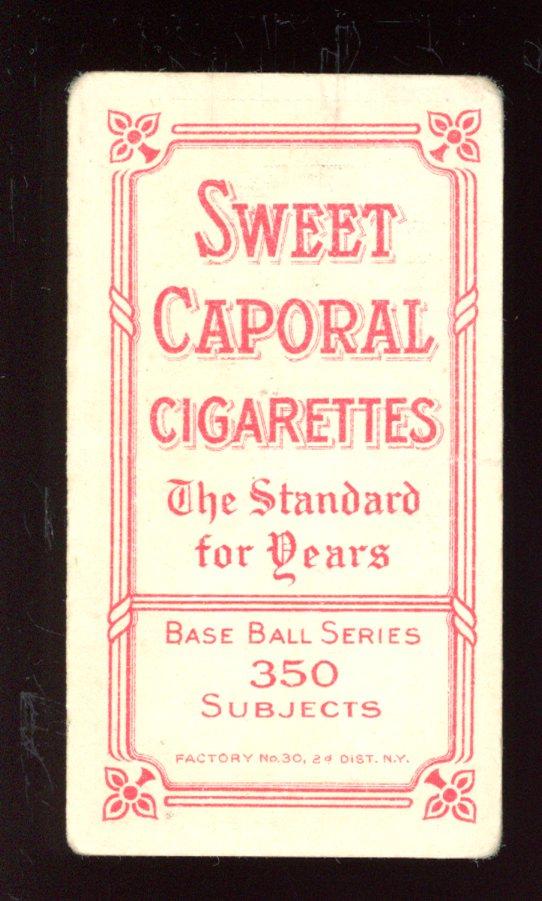 SWEET
CAPORAL
CIGARETTES
The Standard
for Years
BASE BALL SERIES
350
SUBJECTS
FACTORY No. 30, 2d DIST. N.Y.